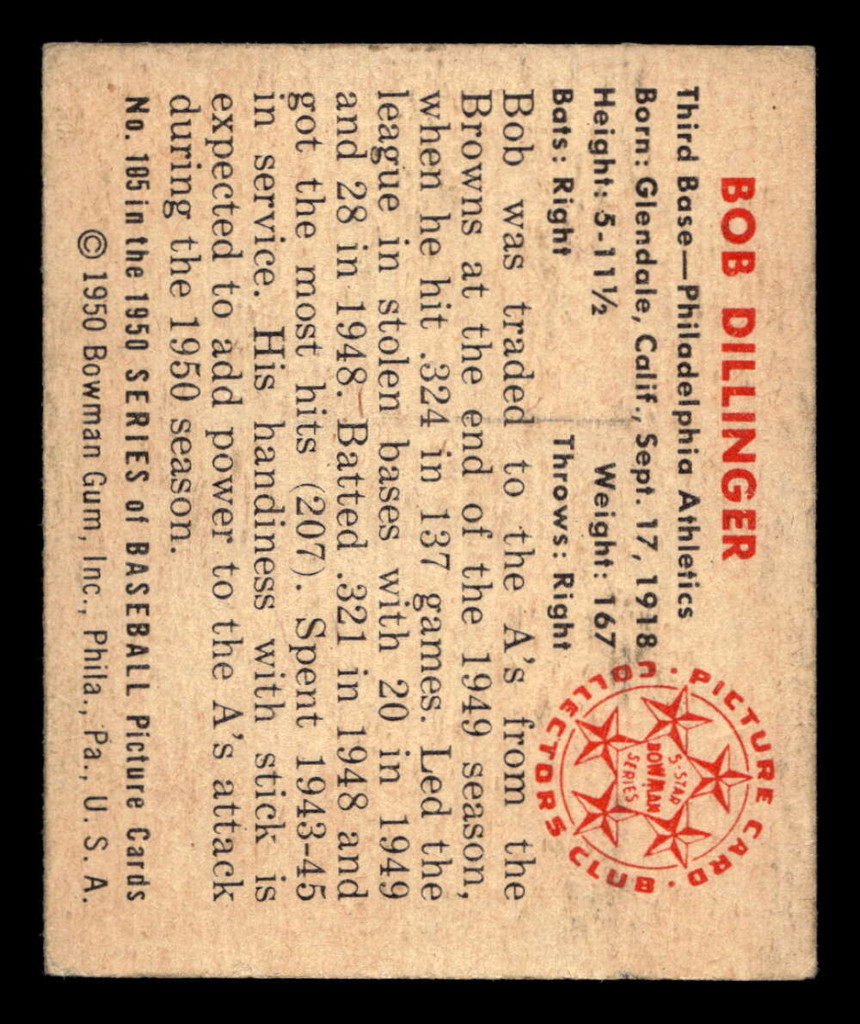 BOB DILLINGER
Third Base—Philadelphia Athletics
Born: Glendale, Calif., Sept. 17, 1918
Height: 5-11½ Weight: 167
Bats: Right Throws: Right
Bob was traded to the A's from the
Browns at the end of the 1949 season,
when he hit .324 in 137 games. Led the
league in stolen bases with 20 in 1949
and 28 in 1948. Batted .321 in 1948 and
got the most hits (207). Spent 1943-45
in service. His handiness with stick is
expected to add power to the A's attack
during the 1950 season.
No. 105 in the 1950 SERIES of BASEBALL Picture Cards
© 1950 Bowman Gum, Inc., Phila., Pa., U. S. A.
· PICTURE CARD · COLLECTORS CLUB
5-STAR
BOWMAN
SERIES